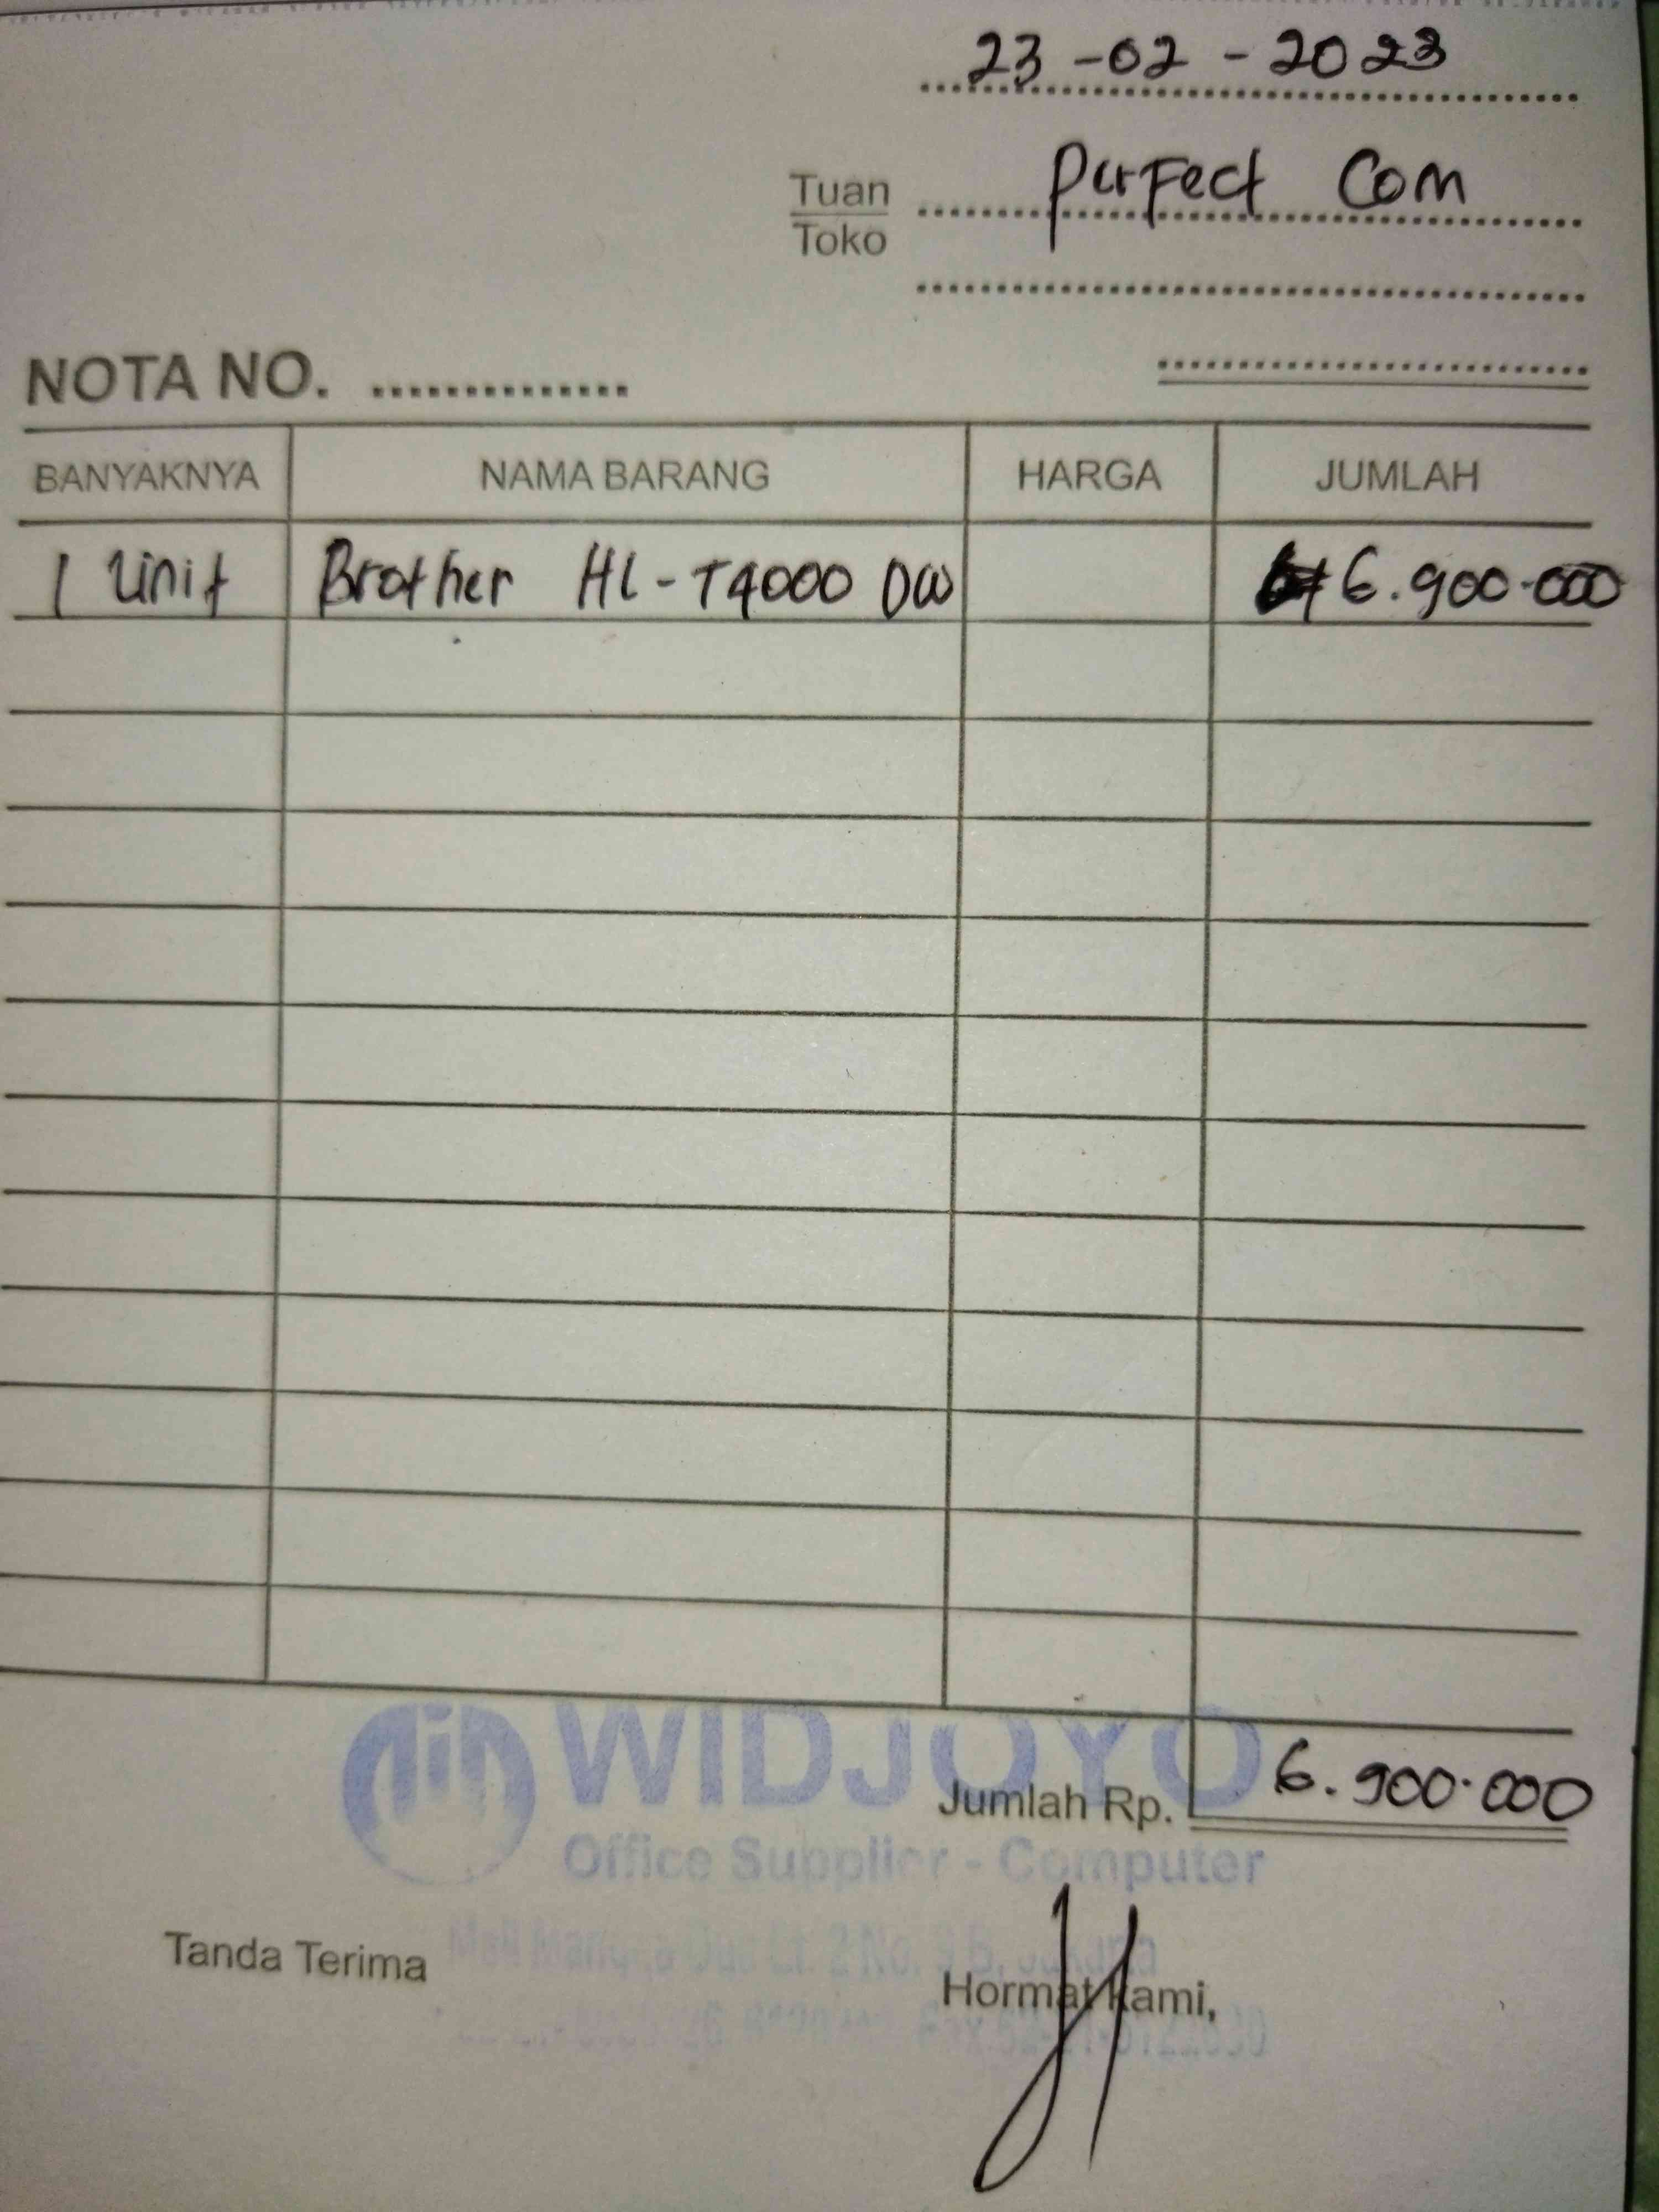 23-02-2023
Tuan Perfect Com
Toko
NOTA NO. ..............
BANYAKNYA NAMA BARANG HARGA JUMLAH
1 Unit Brother HL-T4000 DW 6.900.000
WIDJOYO
Jumlah Rp. 6.900.000
Office Supplier - Computer
Tanda Terima
Hormat Kami,